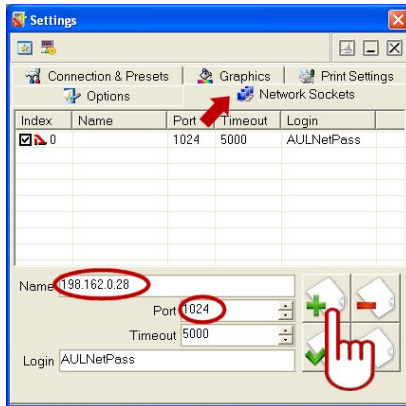 Settings
Connection & Presets Graphics Print Settings
Options Network Sockets
Index Name Port Timeout Login
0 1024 5000 AULNetPass
Name 198.162.0.28
Port 1024
Timeout 5000
Login AULNetPass